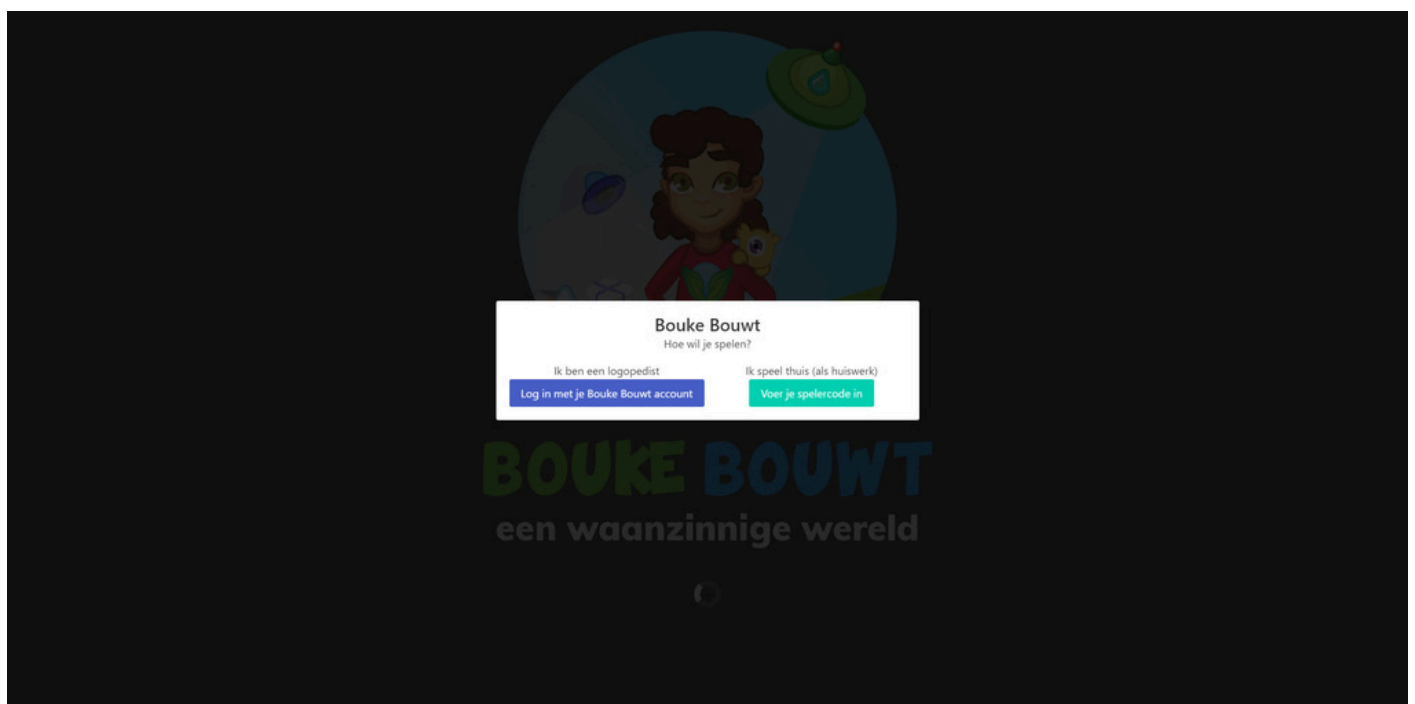 Bouke Bouwt
Hoe wil je spelen?
Ik ben een logopedist
Log in met je Bouke Bouwt account
Ik speel thuis (als huiswerk)
Voer je spelercode in
BOUKE BOUWT
een waanzinnige wereld